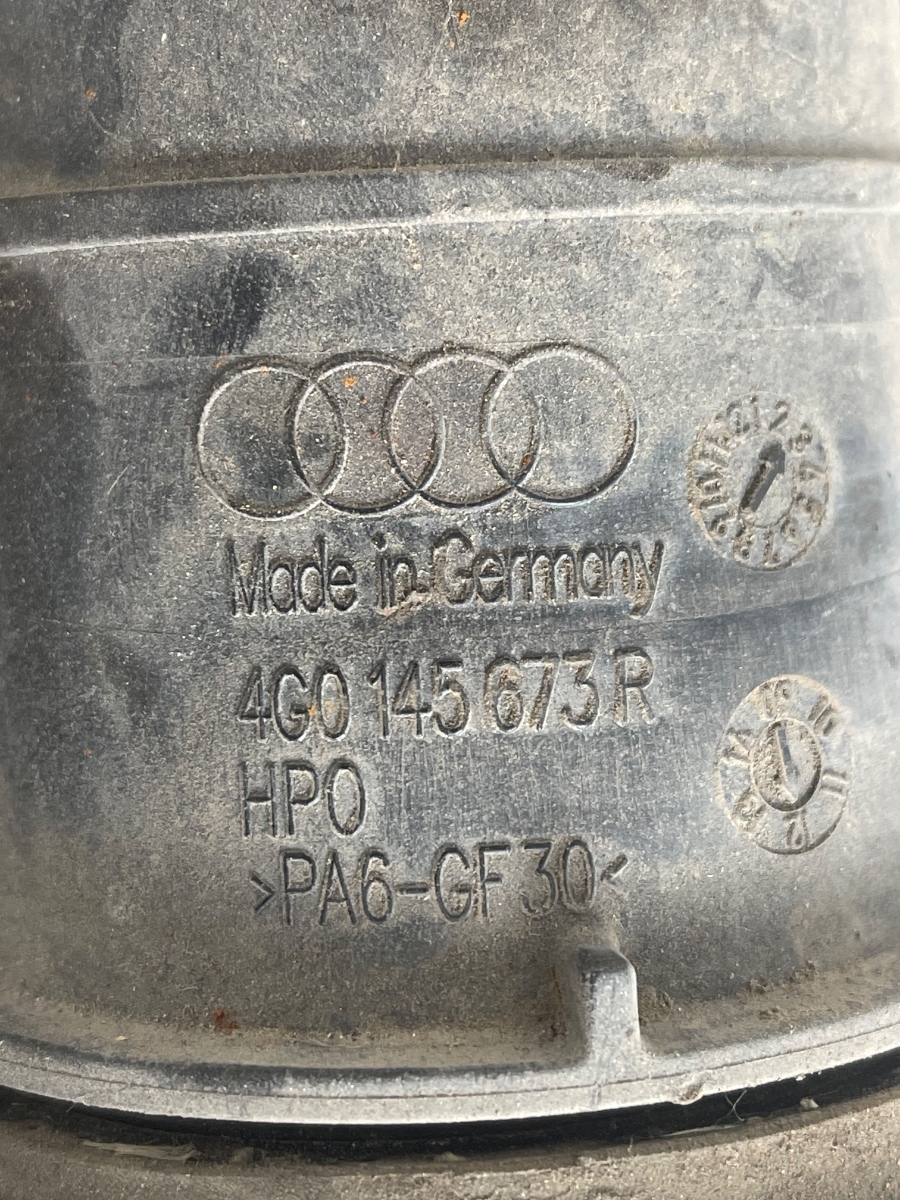 Made in Germany
4G0 145 673 R
HPO
>PA6-GF30<